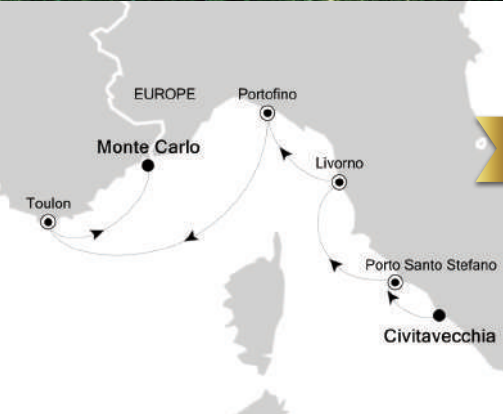 EUROPE
Portofino
Monte Carlo
Livorno
Toulon
Porto Santo Stefano
Civitavecchia